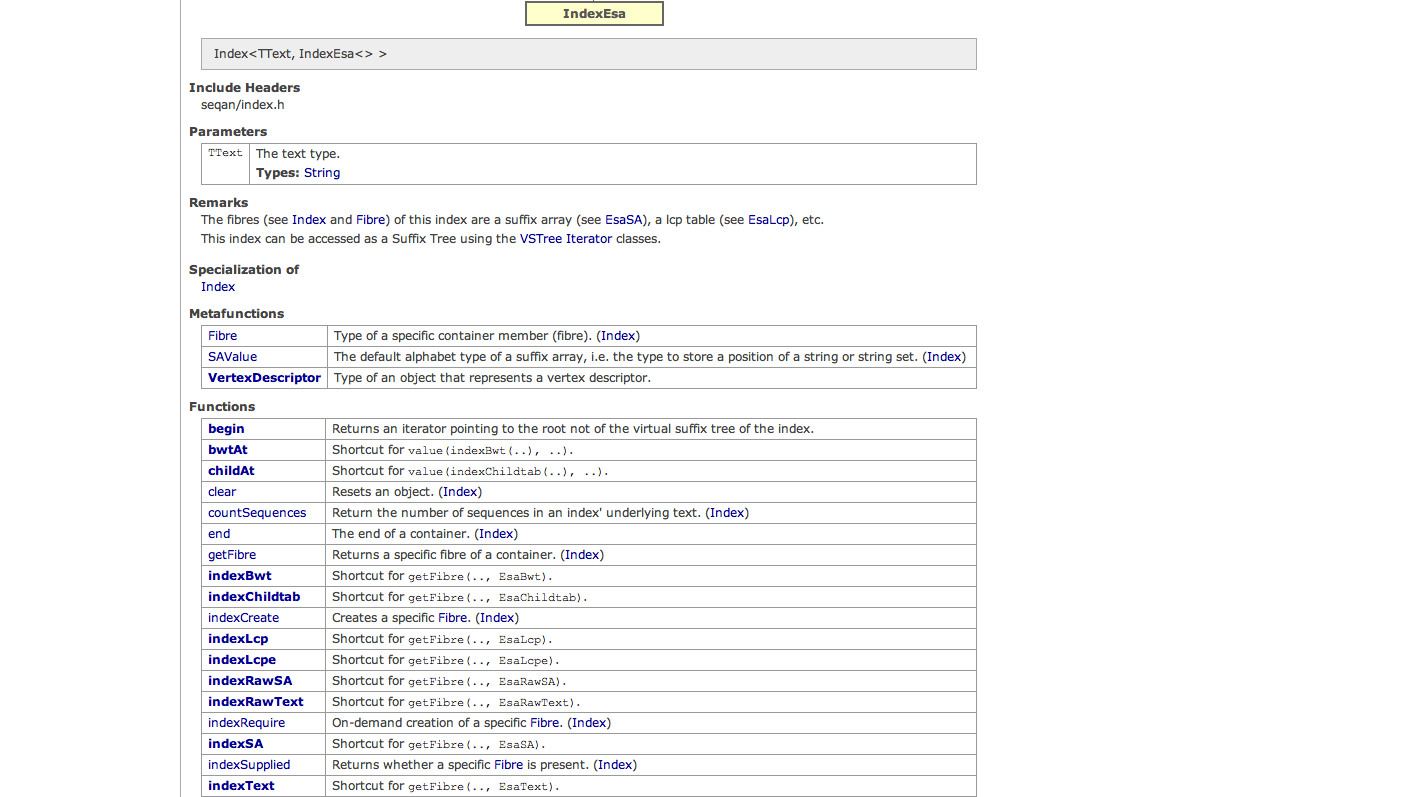 IndexEsa
Index<TText, IndexEsa<> >
Include Headers
seqan/index.h
Parameters
TText The text type.
Types: String
Remarks
The fibres (see Index and Fibre) of this index are a suffix array (see EsaSA), a lcp table (see EsaLcp), etc.
This index can be accessed as a Suffix Tree using the VSTree Iterator classes.
Specialization of
Index
Metafunctions
Fibre Type of a specific container member (fibre). (Index)
SAValue The default alphabet type of a suffix array, i.e. the type to store a position of a string or string set. (Index)
VertexDescriptor Type of an object that represents a vertex descriptor.
Functions
begin Returns an iterator pointing to the root not of the virtual suffix tree of the index.
bwtAt Shortcut for value(indexBwt(..), ..).
childAt Shortcut for value(indexChildtab(..), ..).
clear Resets an object. (Index)
countSequences Return the number of sequences in an index' underlying text. (Index)
end The end of a container. (Index)
getFibre Returns a specific fibre of a container. (Index)
indexBwt Shortcut for getFibre(.., EsaBwt).
indexChildtab Shortcut for getFibre(.., EsaChildtab).
indexCreate Creates a specific Fibre. (Index)
indexLcp Shortcut for getFibre(.., EsaLcp).
indexLcpe Shortcut for getFibre(.., EsaLcpe).
indexRawSA Shortcut for getFibre(.., EsaRawSA).
indexRawText Shortcut for getFibre(.., EsaRawText).
indexRequire On-demand creation of a specific Fibre. (Index)
indexSA Shortcut for getFibre(.., EsaSA).
indexSupplied Returns whether a specific Fibre is present. (Index)
indexText Shortcut for getFibre(.., EsaText).